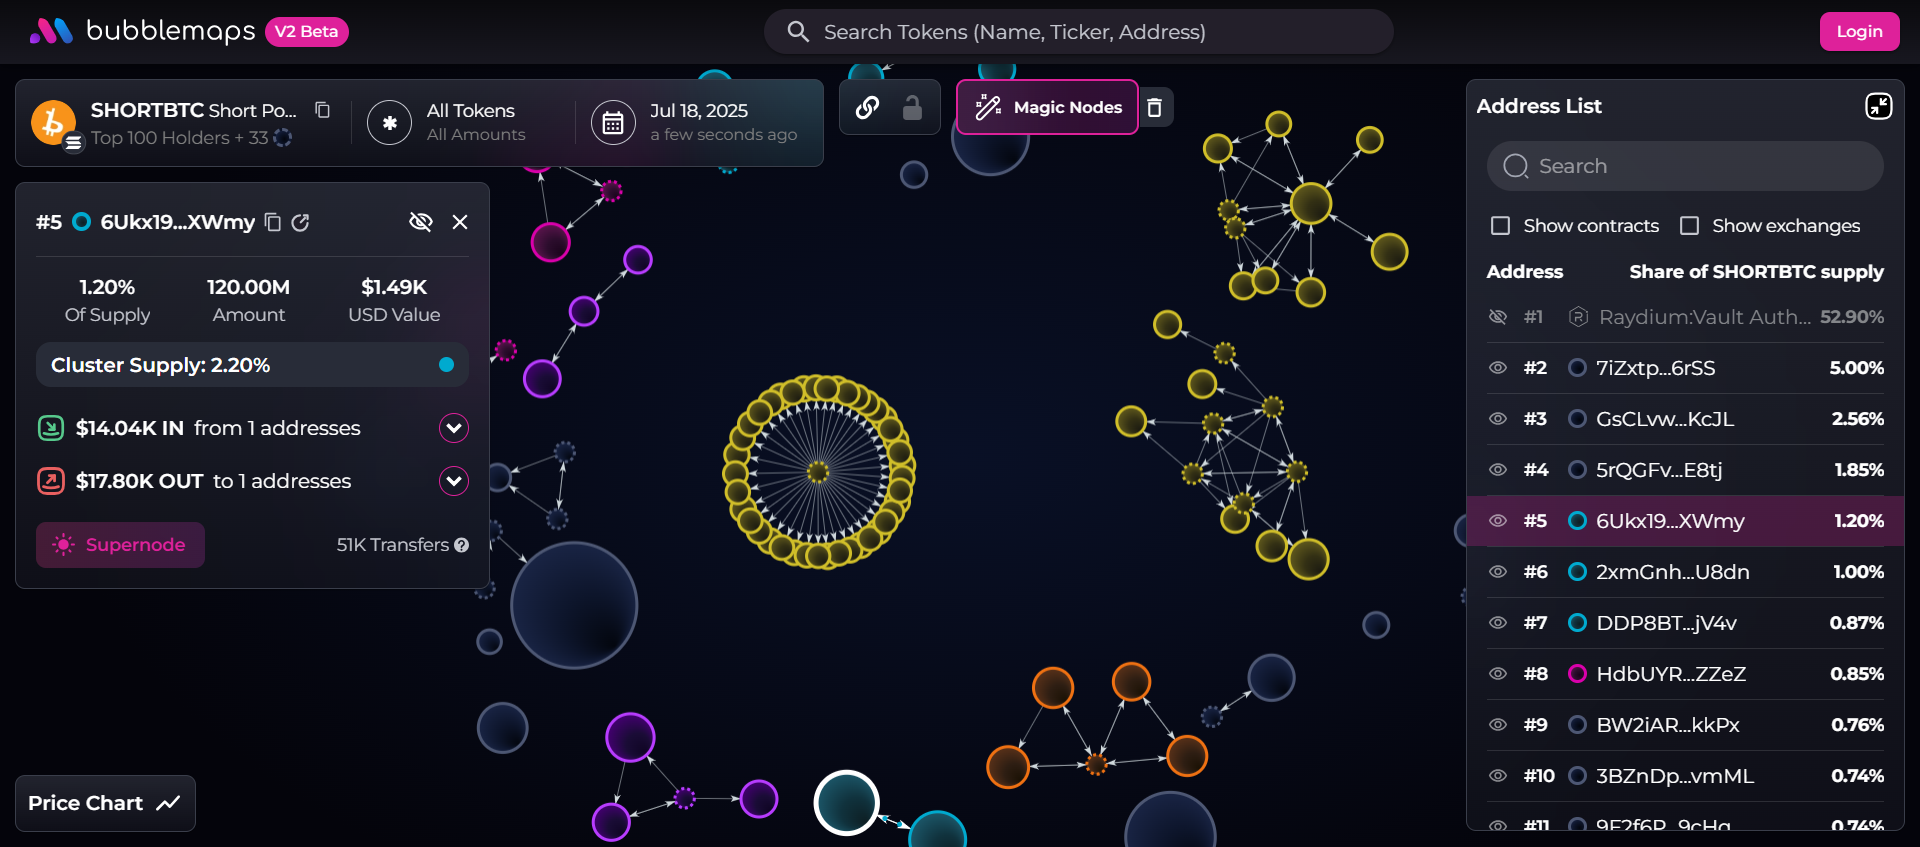 bubblemaps V2 Beta
Search Tokens (Name, Ticker, Address)
Login
SHORTBTC Short Po...
Top 100 Holders + 33
All Tokens
All Amounts
Jul 18, 2025
a few seconds ago
Magic Nodes
#5 6Ukx19...XWmy
1.20% 120.00M $1.49K
Of Supply Amount USD Value
Cluster Supply: 2.20%
$14.04K IN from 1 addresses
$17.80K OUT to 1 addresses
Supernode 51K Transfers
Price Chart
Address List
Search
Show contracts Show exchanges
Address Share of SHORTBTC supply
#1 Raydium:Vault Auth... 52.90%
#2 7iZxtp...6rSS 5.00%
#3 GsCLvw...KcJL 2.56%
#4 5rQGFv...E8tj 1.85%
#5 6Ukx19...XWmy 1.20%
#6 2xmGnh...U8dn 1.00%
#7 DDP8BT...jV4v 0.87%
#8 HdbUYR...ZZeZ 0.85%
#9 BW2iAR...kkPx 0.76%
#10 3BZnDp...vmML 0.74%
#11 0.74%